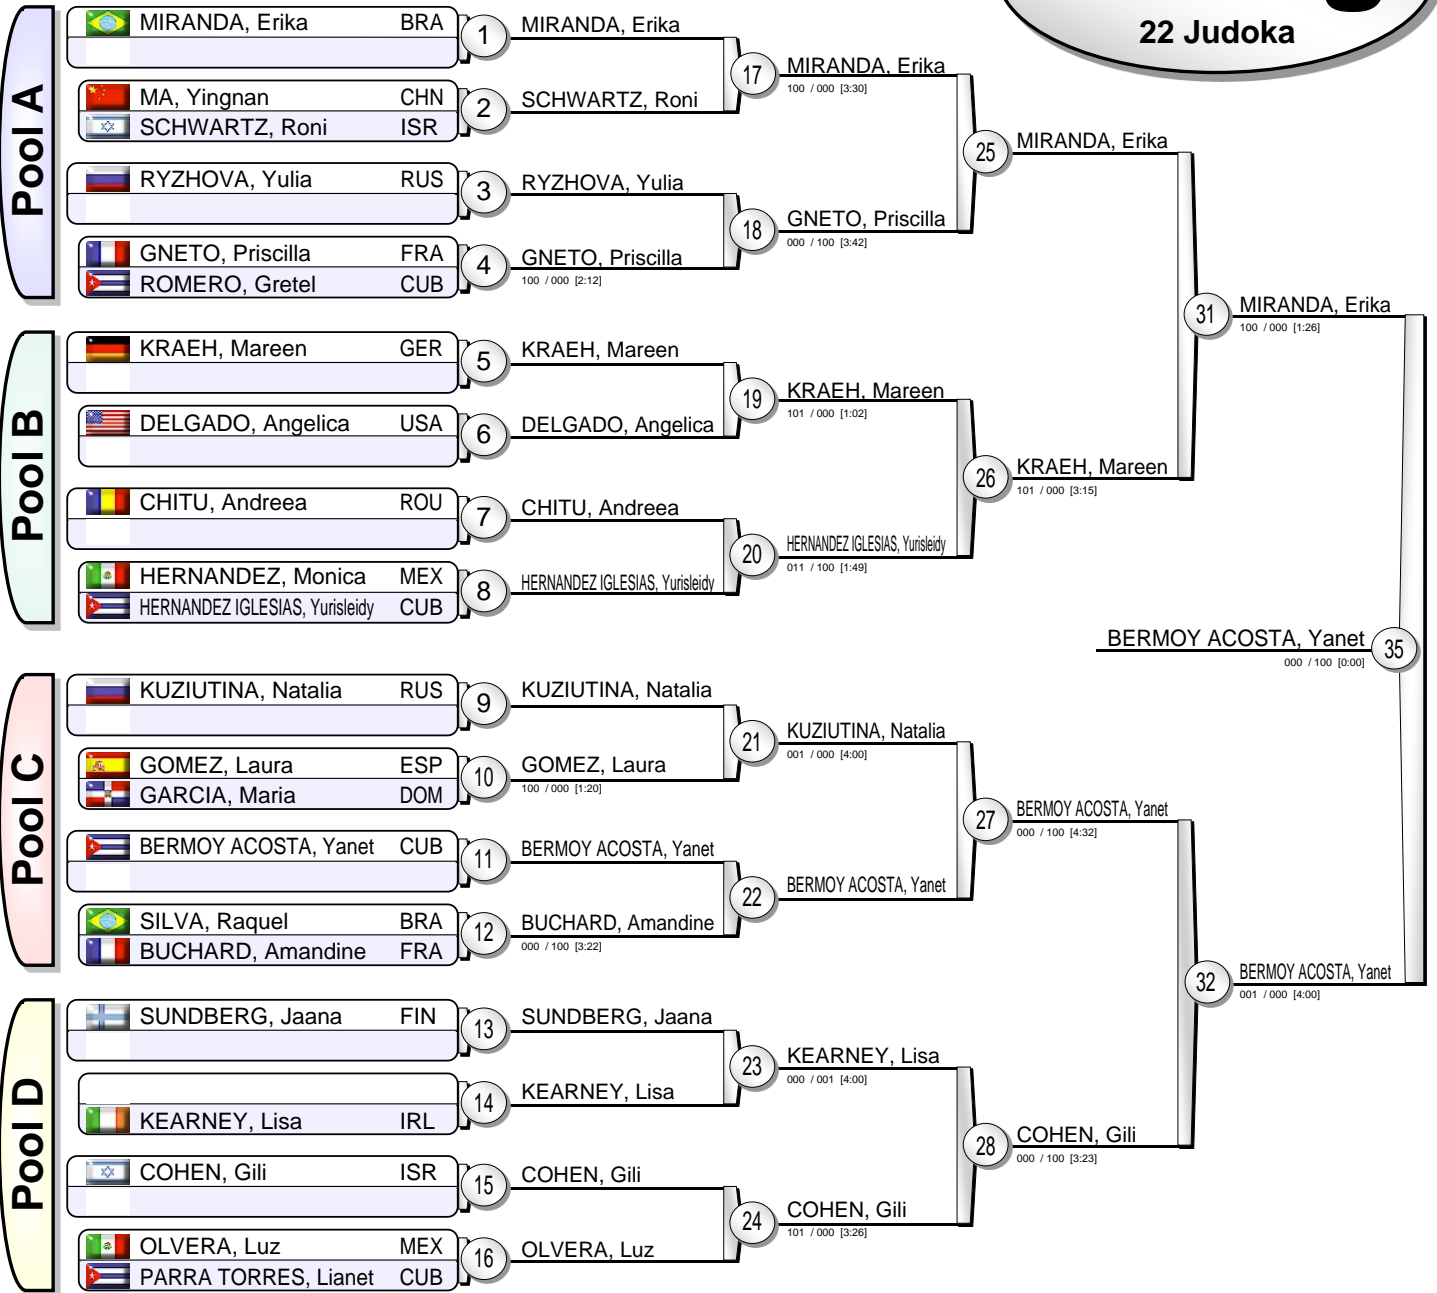 22 Judoka
Pool A
MIRANDA, Erika BRA
1
MIRANDA, Erika
MA, Yingnan CHN
SCHWARTZ, Roni ISR
2
SCHWARTZ, Roni
17
MIRANDA, Erika
100 / 000 [3:30]
RYZHOVA, Yulia RUS
3
RYZHOVA, Yulia
GNETO, Priscilla FRA
ROMERO, Gretel CUB
4
GNETO, Priscilla
100 / 000 [2:12]
18
GNETO, Priscilla
000 / 100 [3:42]
25
MIRANDA, Erika
Pool B
KRAEH, Mareen GER
5
KRAEH, Mareen
DELGADO, Angelica USA
6
DELGADO, Angelica
19
KRAEH, Mareen
101 / 000 [1:02]
CHITU, Andreea ROU
7
CHITU, Andreea
HERNANDEZ, Monica MEX
HERNANDEZ IGLESIAS, Yurisleidy CUB
8
HERNANDEZ IGLESIAS, Yurisleidy
20
HERNANDEZ IGLESIAS, Yurisleidy
011 / 100 [1:49]
26
KRAEH, Mareen
101 / 000 [3:15]
31
MIRANDA, Erika
100 / 000 [1:26]
BERMOY ACOSTA, Yanet
000 / 100 [0:00]
35
Pool C
KUZIUTINA, Natalia RUS
9
KUZIUTINA, Natalia
GOMEZ, Laura ESP
GARCIA, Maria DOM
10
GOMEZ, Laura
100 / 000 [1:20]
21
KUZIUTINA, Natalia
001 / 000 [4:00]
BERMOY ACOSTA, Yanet CUB
11
BERMOY ACOSTA, Yanet
SILVA, Raquel BRA
BUCHARD, Amandine FRA
12
BUCHARD, Amandine
000 / 100 [3:22]
22
BERMOY ACOSTA, Yanet
27
BERMOY ACOSTA, Yanet
000 / 100 [4:32]
Pool D
SUNDBERG, Jaana FIN
13
SUNDBERG, Jaana
KEARNEY, Lisa IRL
14
KEARNEY, Lisa
23
KEARNEY, Lisa
000 / 001 [4:00]
COHEN, Gili ISR
15
COHEN, Gili
OLVERA, Luz MEX
PARRA TORRES, Lianet CUB
16
OLVERA, Luz
24
COHEN, Gili
101 / 000 [3:26]
28
COHEN, Gili
000 / 100 [3:23]
32
BERMOY ACOSTA, Yanet
001 / 000 [4:00]